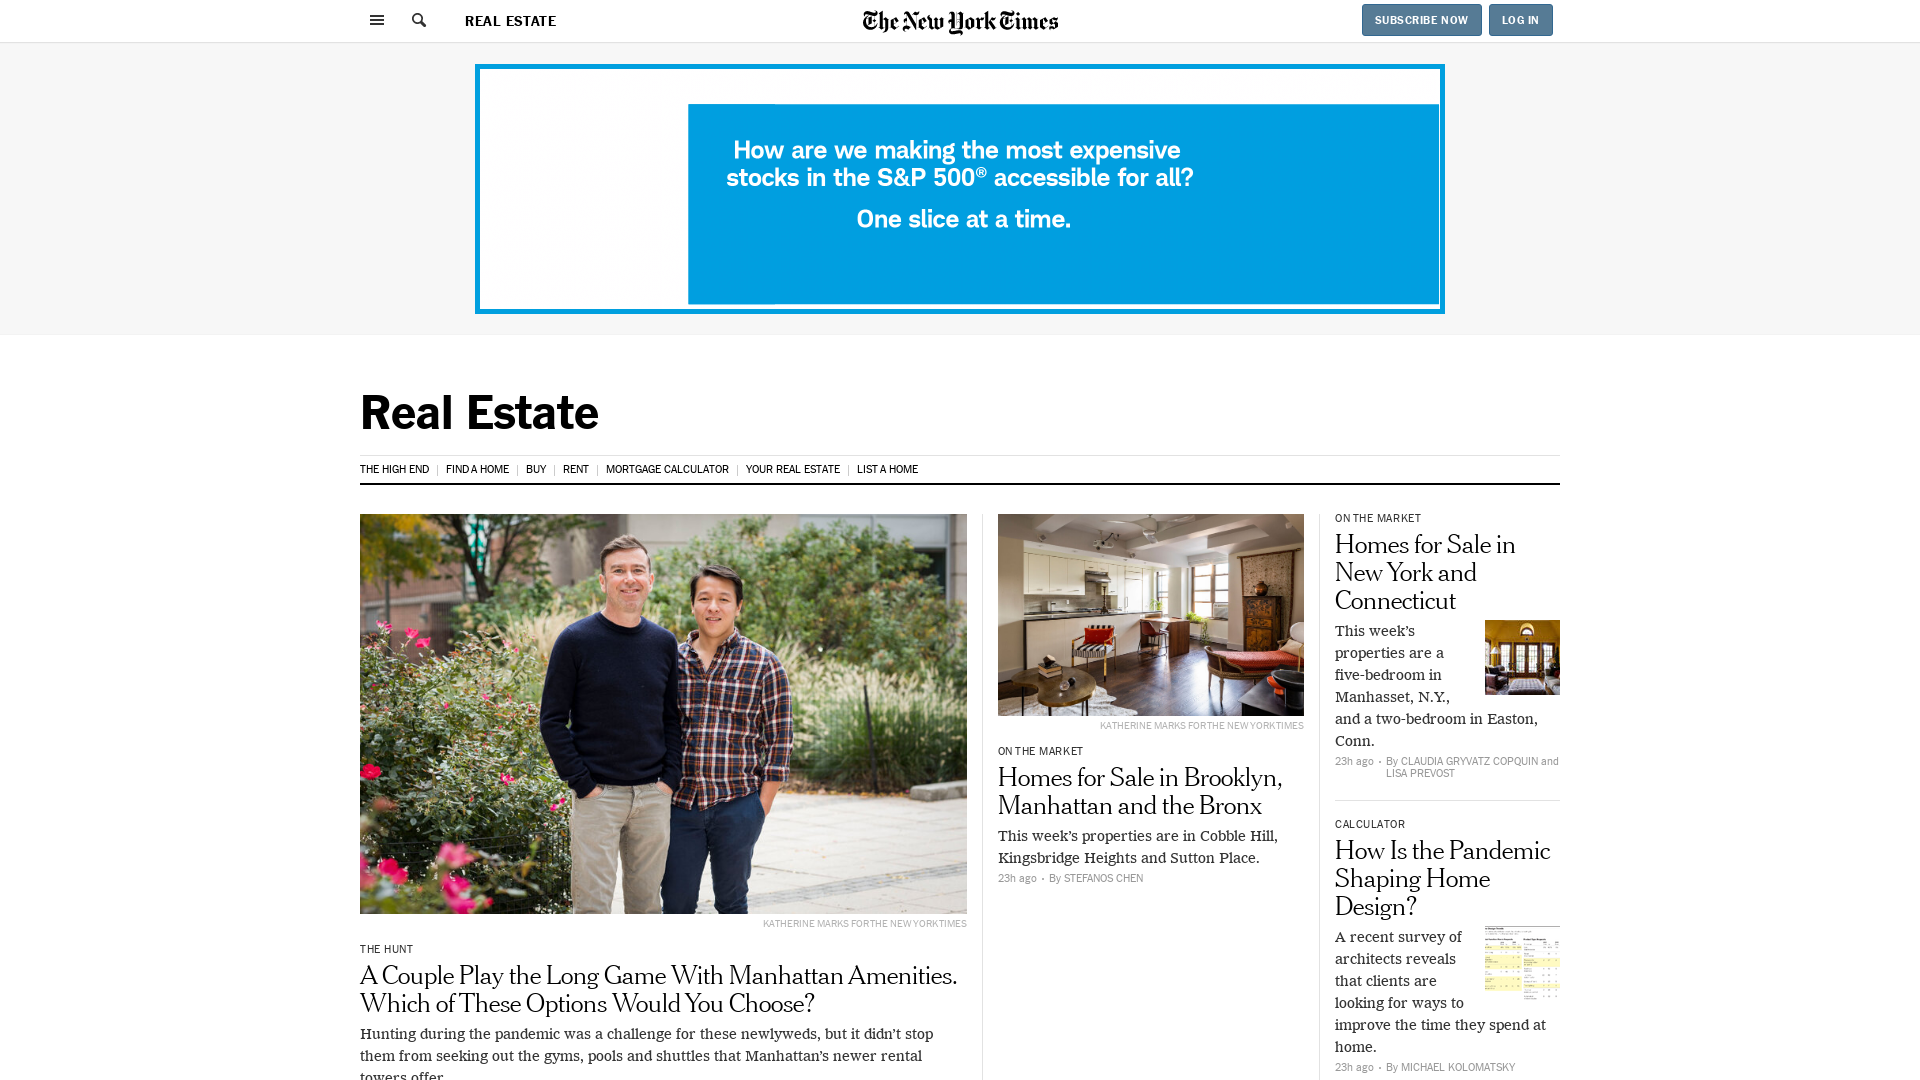 REAL ESTATE
The New York Times
SUBSCRIBE NOW
LOG IN
How are we making the most expensive
stocks in the S&P 500® accessible for all?
One slice at a time.
Real Estate
THE HIGH END
FIND A HOME
BUY
RENT
MORTGAGE CALCULATOR
YOUR REAL ESTATE
LIST A HOME
KATHERINE MARKS FOR THE NEW YORK TIMES
THE HUNT
A Couple Play the Long Game With Manhattan Amenities.
Which of These Options Would You Choose?
Hunting during the pandemic was a challenge for these newlyweds, but it didn’t stop
them from seeking out the gyms, pools and shuttles that Manhattan’s newer rental
towers offer.
KATHERINE MARKS FOR THE NEW YORK TIMES
ON THE MARKET
Homes for Sale in Brooklyn,
Manhattan and the Bronx
This week’s properties are in Cobble Hill,
Kingsbridge Heights and Sutton Place.
23h ago · By STEFANOS CHEN
ON THE MARKET
Homes for Sale in
New York and
Connecticut
This week’s
properties are a
five-bedroom in
Manhasset, N.Y.,
and a two-bedroom in Easton,
Conn.
23h ago · By CLAUDIA GRYVATZ COPQUIN and
LISA PREVOST
CALCULATOR
How Is the Pandemic
Shaping Home
Design?
A recent survey of
architects reveals
that clients are
looking for ways to
improve the time they spend at
home.
23h ago · By MICHAEL KOLOMATSKY